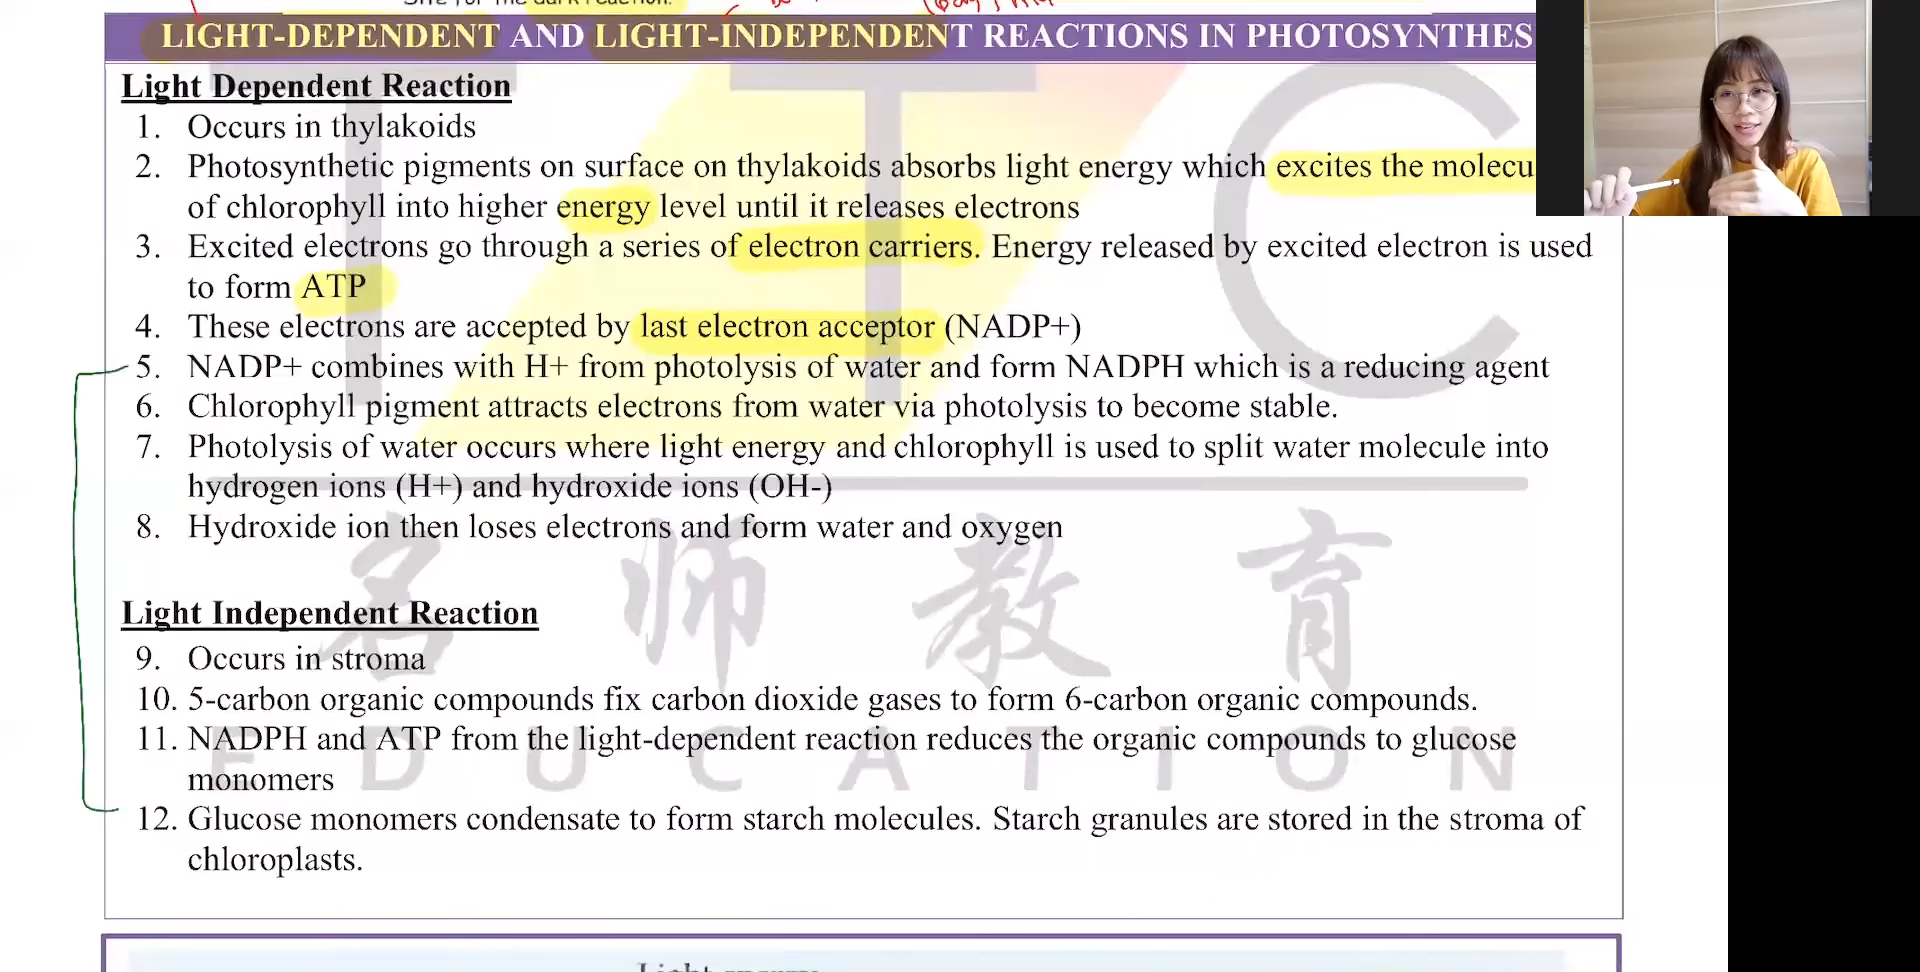 LIGHT-DEPENDENT AND LIGHT-INDEPENDENT REACTIONS IN PHOTOSYNTHES
Light Dependent Reaction
1. Occurs in thylakoids
2. Photosynthetic pigments on surface on thylakoids absorbs light energy which excites the molecu
of chlorophyll into higher energy level until it releases electrons
3. Excited electrons go through a series of electron carriers. Energy released by excited electron is used
to form ATP
4. These electrons are accepted by last electron acceptor (NADP+)
5. NADP+ combines with H+ from photolysis of water and form NADPH which is a reducing agent
6. Chlorophyll pigment attracts electrons from water via photolysis to become stable.
7. Photolysis of water occurs where light energy and chlorophyll is used to split water molecule into
hydrogen ions (H+) and hydroxide ions (OH-)
8. Hydroxide ion then loses electrons and form water and oxygen
名师教育
Light Independent Reaction
9. Occurs in stroma
10. 5-carbon organic compounds fix carbon dioxide gases to form 6-carbon organic compounds.
11. NADPH and ATP from the light-dependent reaction reduces the organic compounds to glucose
monomers
EDUCATION
12. Glucose monomers condensate to form starch molecules. Starch granules are stored in the stroma of
chloroplasts.